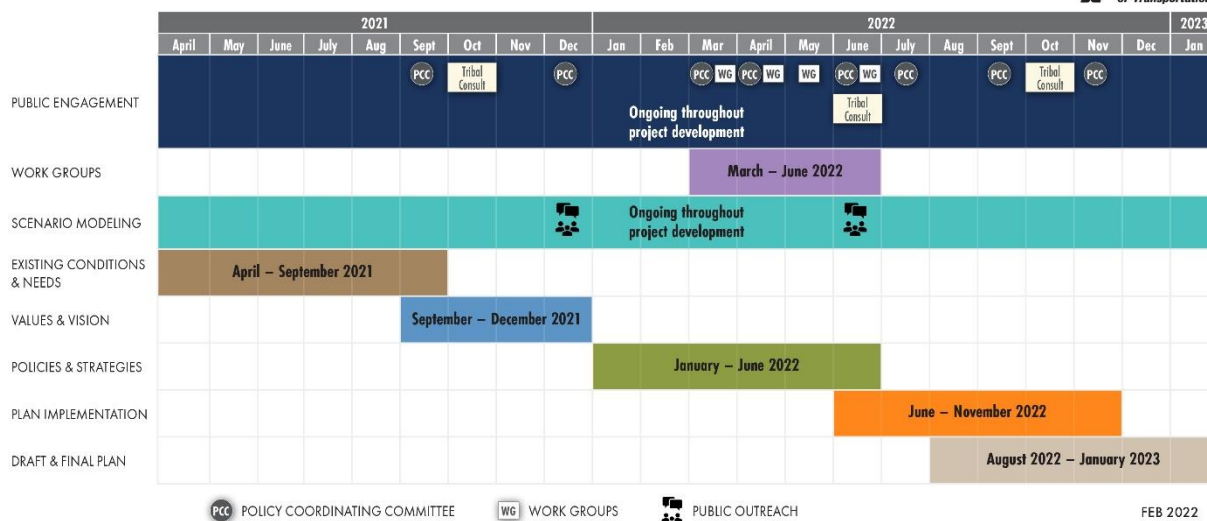 of Transportation
2021 2022 2023
April May June July Aug Sept Oct Nov Dec Jan Feb Mar April May June July Aug Sept Oct Nov Dec Jan
PUBLIC ENGAGEMENT
PCC
Tribal
Consult
PCC
PCC WG PCC WG WG PCC WG PCC
PCC
Tribal
Consult
PCC
Tribal
Consult
Ongoing throughout
project development
WORK GROUPS
March – June 2022
SCENARIO MODELING
Ongoing throughout
project development
EXISTING CONDITIONS
& NEEDS
April – September 2021
VALUES & VISION
September – December 2021
POLICIES & STRATEGIES
January – June 2022
PLAN IMPLEMENTATION
June – November 2022
DRAFT & FINAL PLAN
August 2022 – January 2023
PCC POLICY COORDINATING COMMITTEE WG WORK GROUPS PUBLIC OUTREACH FEB 2022